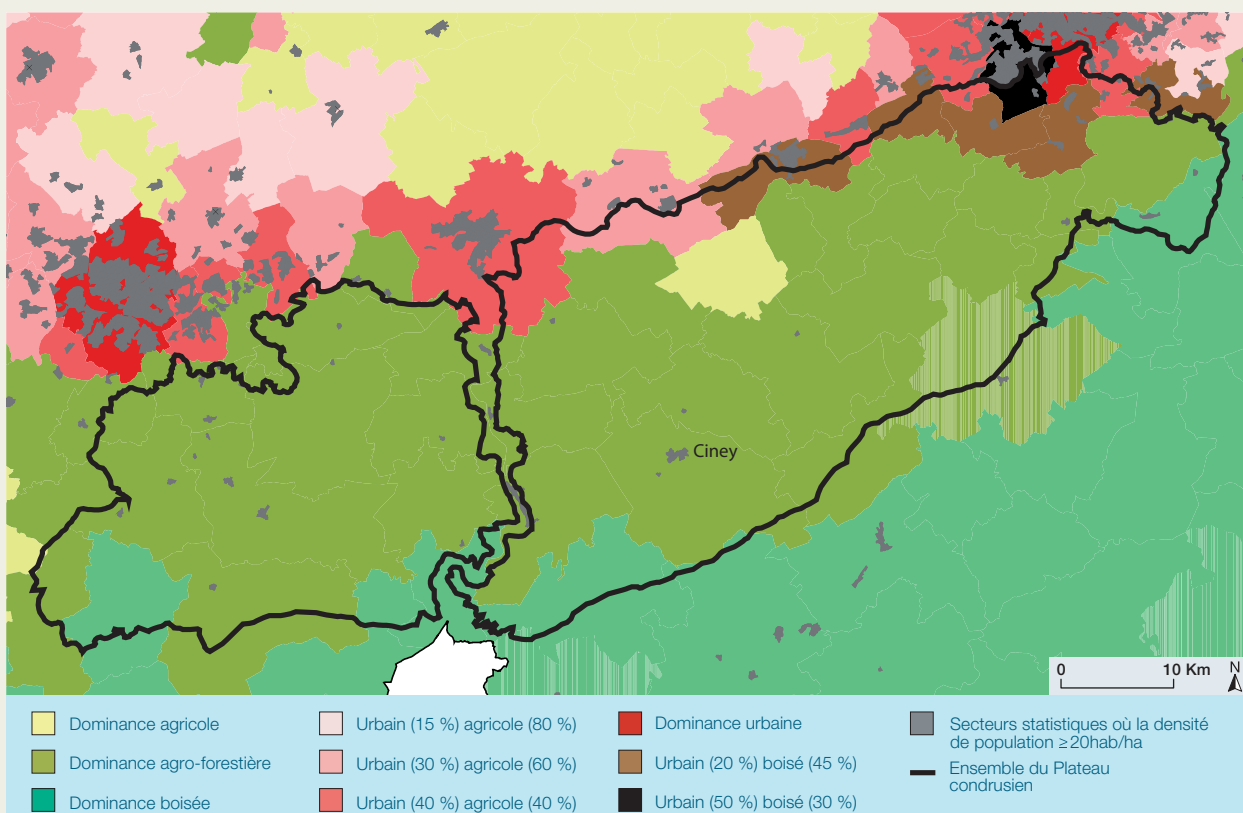 Ciney
0 10 Km N
Dominance agricole
Dominance agro-forestière
Dominance boisée
Urbain (15 %) agricole (80 %)
Urbain (30 %) agricole (60 %)
Urbain (40 %) agricole (40 %)
Dominance urbaine
Urbain (20 %) boisé (45 %)
Urbain (50 %) boisé (30 %)
Secteurs statistiques où la densité
de population ≥20hab/ha
Ensemble du Plateau
condrusien